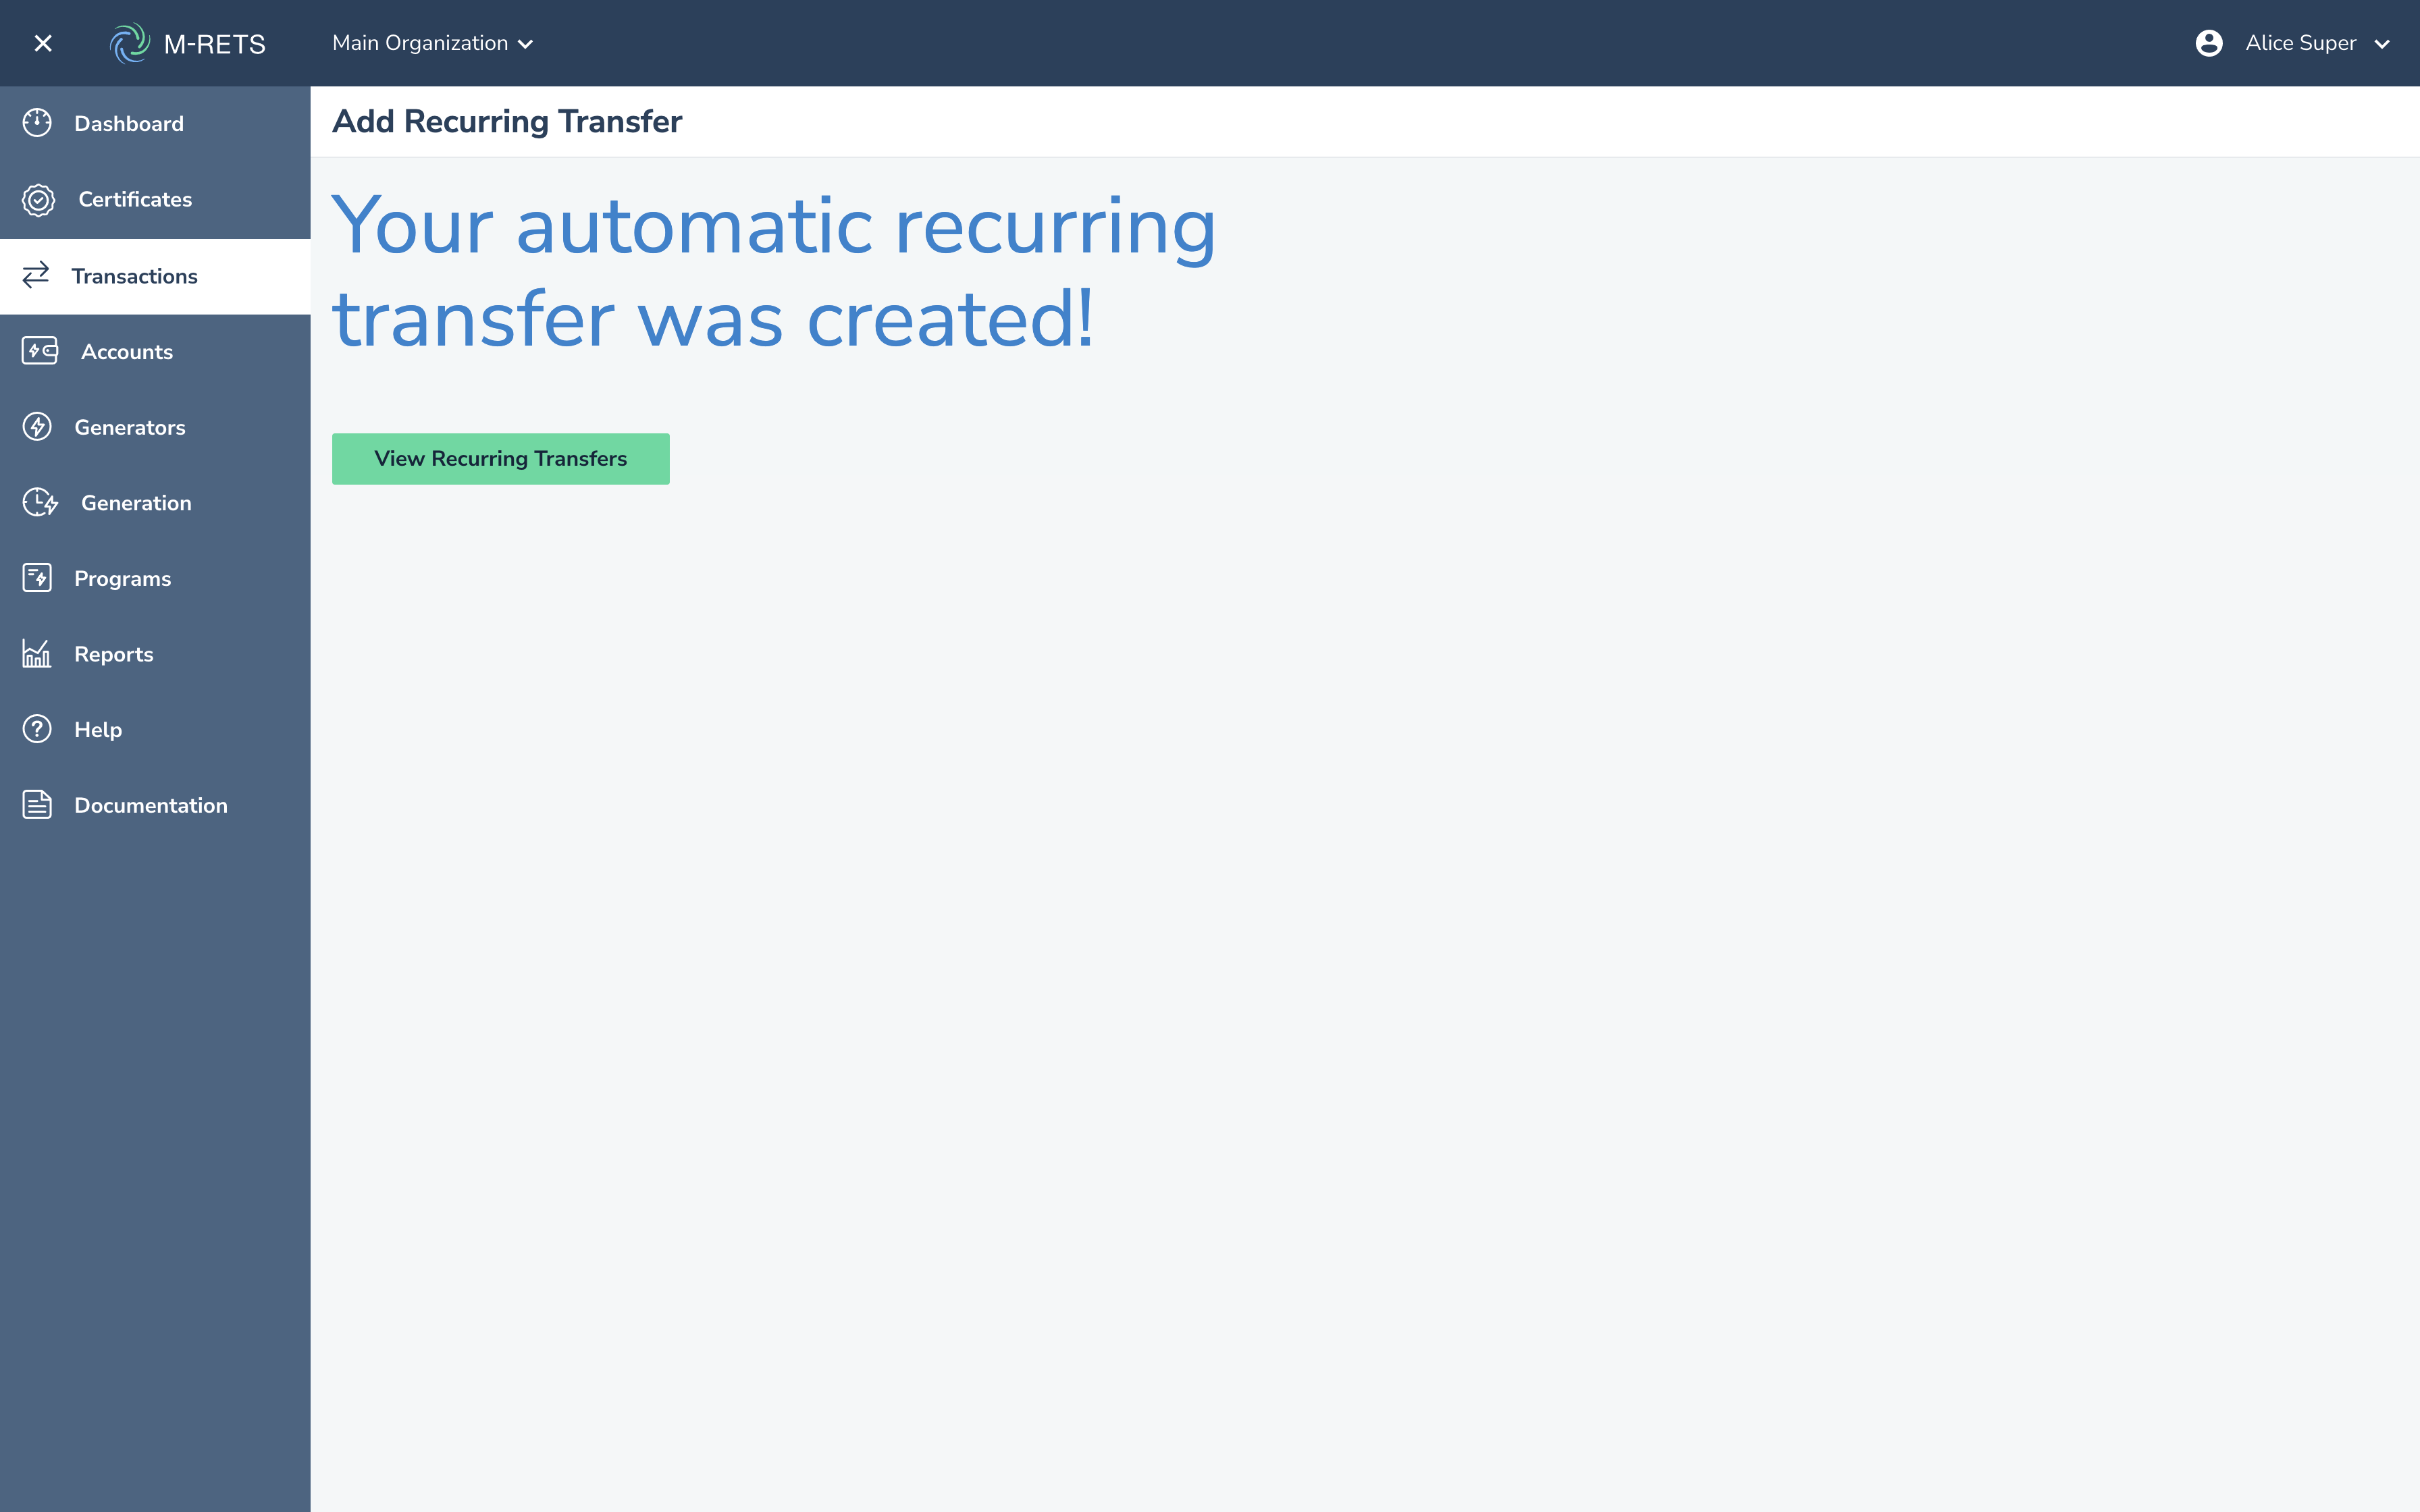 M-RETS
Main Organization
Alice Super
Dashboard
Certificates
Transactions
Accounts
Generators
Generation
Programs
Reports
Help
Documentation
Add Recurring Transfer
Your automatic recurring
transfer was created!
View Recurring Transfers